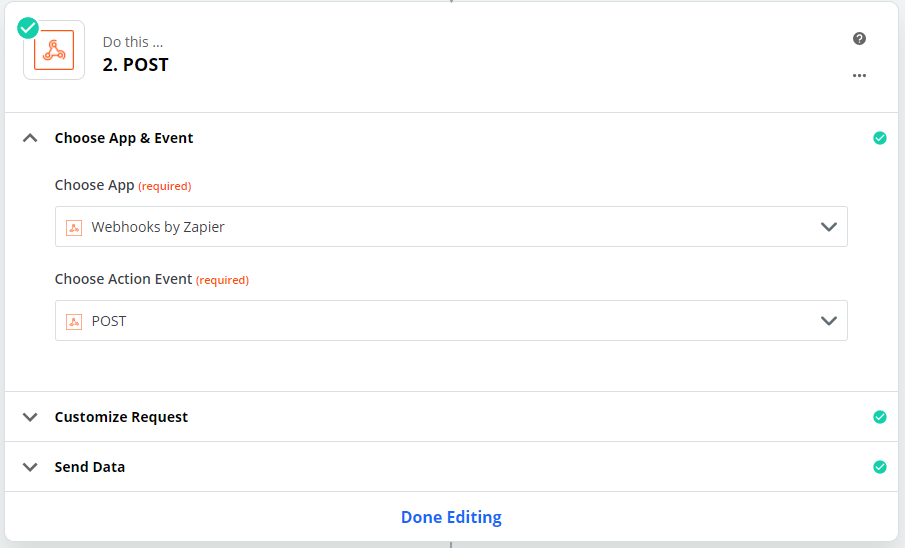 Do this ...
2. POST
Choose App & Event
Choose App (required)
Webhooks by Zapier
Choose Action Event (required)
POST
Customize Request
Send Data
Done Editing